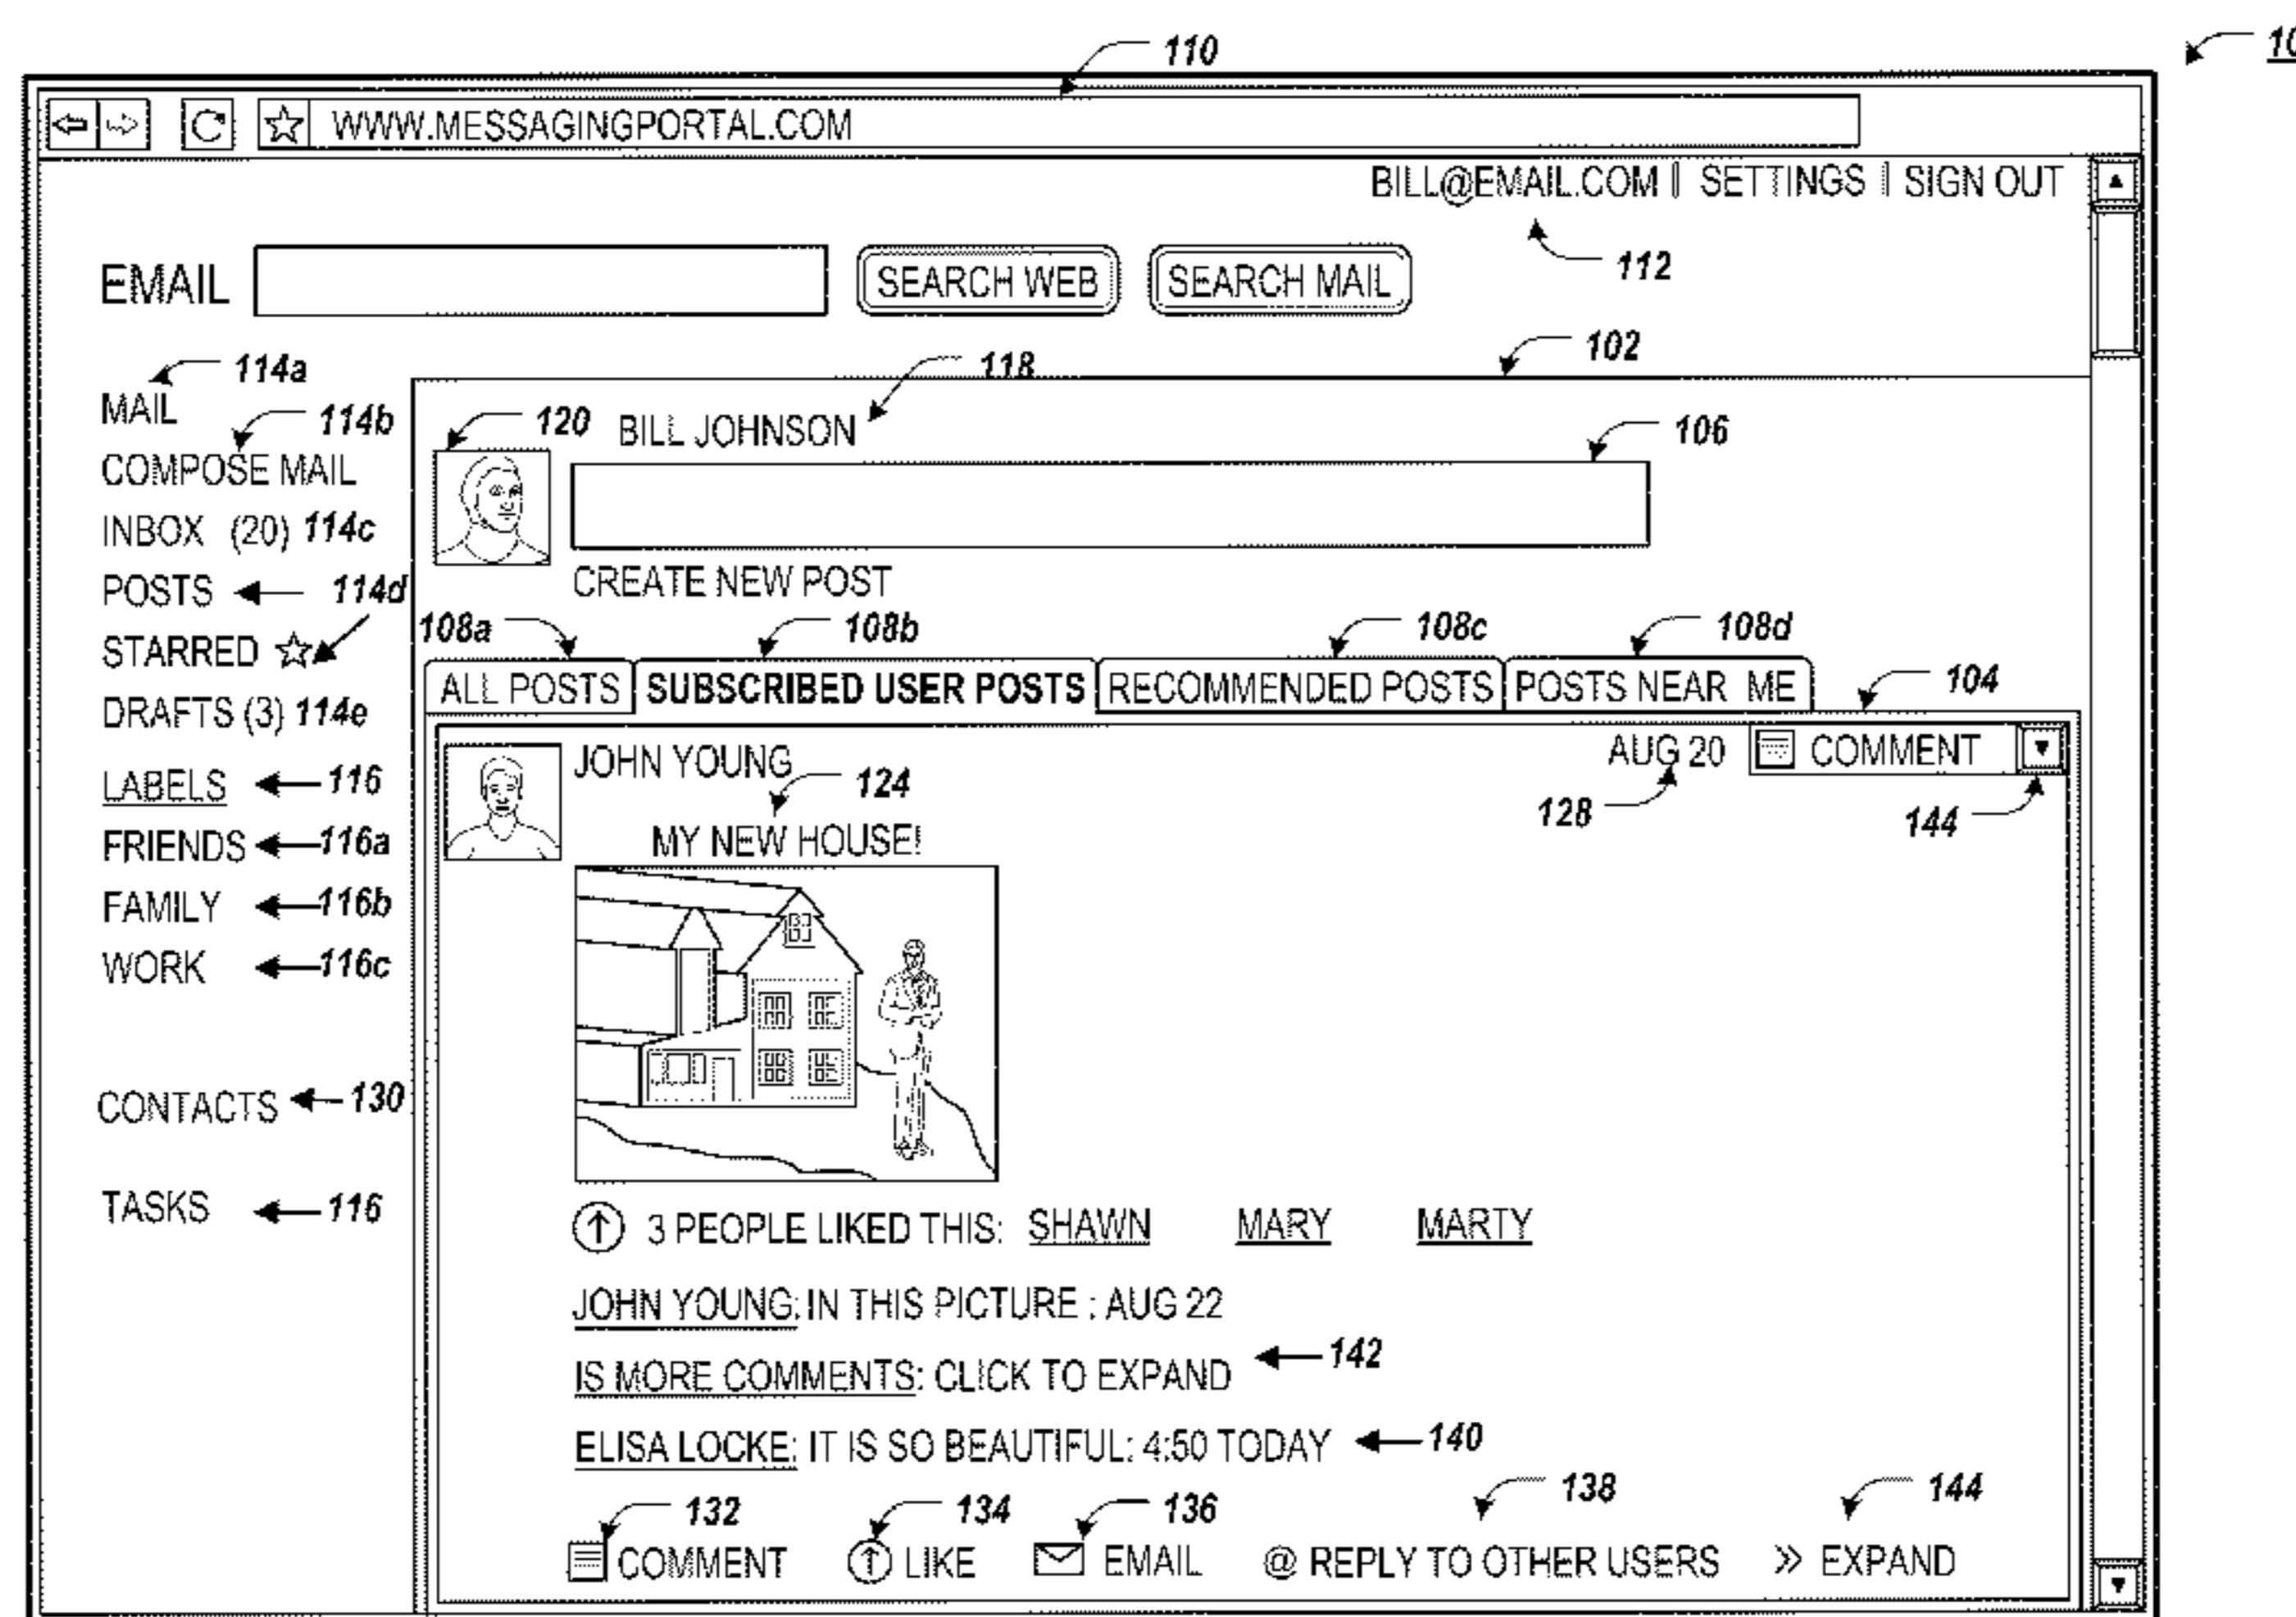 110
WWW.MESSAGINGPORTAL.COM
BILL@EMAIL.COM | SETTINGS | SIGN OUT
112
EMAIL SEARCH WEB SEARCH MAIL
102
118
114a
MAIL
114b
COMPOSE MAIL
INBOX (20) 114c
POSTS 114d
STARRED
DRAFTS (3) 114e
LABELS 116
FRIENDS 116a
FAMILY 116b
WORK 116c
CONTACTS 130
TASKS 116
120 BILL JOHNSON
106
CREATE NEW POST
108a 108b 108c 108d
ALL POSTS SUBSCRIBED USER POSTS RECOMMENDED POSTS POSTS NEAR ME
104
JOHN YOUNG AUG 20 COMMENT
124 128 144
MY NEW HOUSE!
3 PEOPLE LIKED THIS: SHAWN MARY MARTY
JOHN YOUNG: IN THIS PICTURE : AUG 22
IS MORE COMMENTS: CLICK TO EXPAND 142
ELISA LOCKE: IT IS SO BEAUTIFUL: 4:50 TODAY 140
132 134 136 138 144
COMMENT LIKE EMAIL @ REPLY TO OTHER USERS >> EXPAND